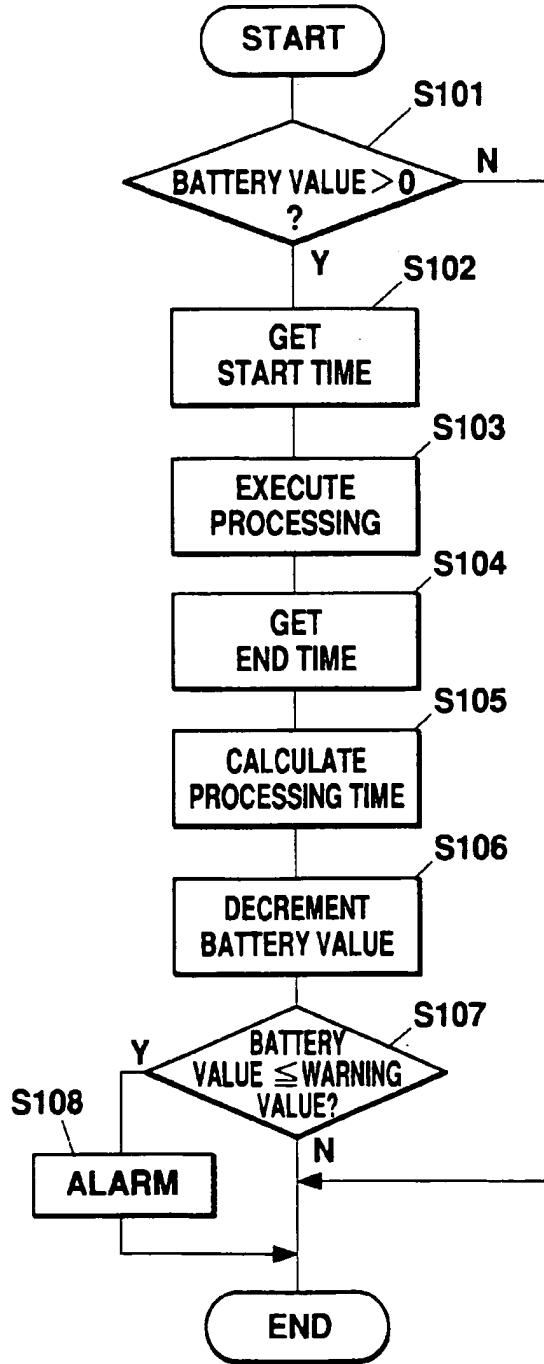 START
S101
BATTERY VALUE > 0
?
N
Y
S102
GET
START TIME
S103
EXECUTE
PROCESSING
S104
GET
END TIME
S105
CALCULATE
PROCESSING TIME
S106
DECREMENT
BATTERY VALUE
S107
BATTERY
VALUE ≦ WARNING
VALUE?
Y
N
S108
ALARM
END